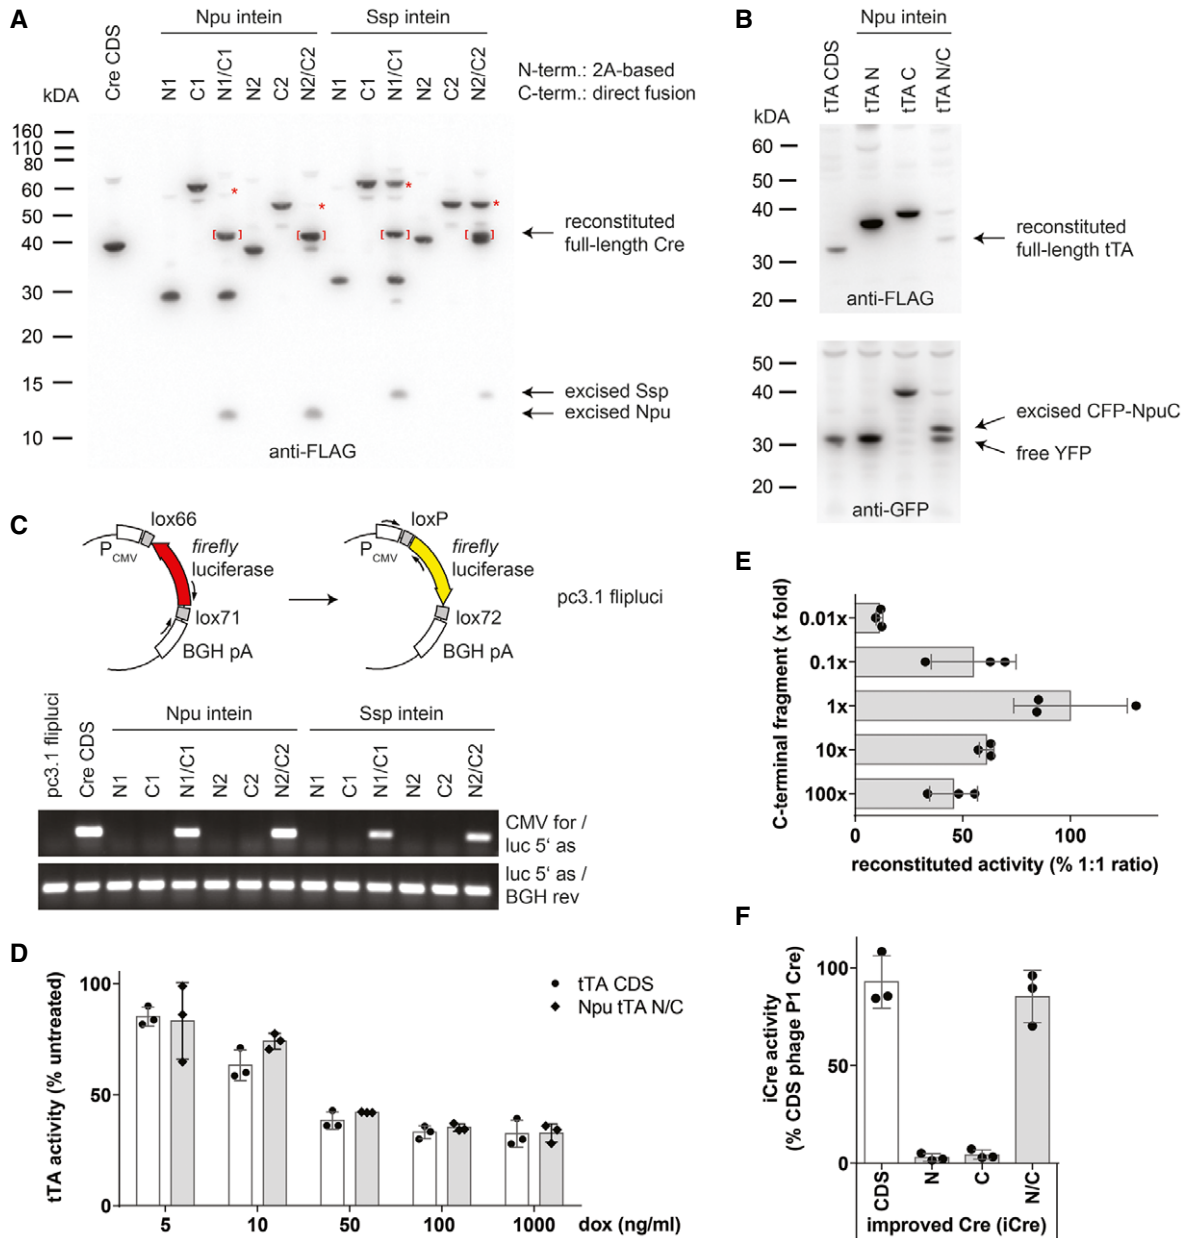 A
Npu intein
Ssp intein
Cre CDS
N1
C1
N1/C1
N2
C2
N2/C2
N1
C1
N1/C1
N2
C2
N2/C2
N-term.: 2A-based
C-term.: direct fusion
kDA
160
110
80
60
50
40
30
20
15
10
*
*
*
*
[ ]
[ ]
[ ]
[ ]
reconstituted
full-length Cre
excised Ssp
excised Npu
anti-FLAG
B
Npu intein
tTA CDS
tTA N
tTA C
tTA N/C
kDA
60
50
40
30
20
anti-FLAG
reconstituted
full-length tTA
50
40
30
20
anti-GFP
excised CFP-NpuC
free YFP
C
lox66
PCMV
firefly
luciferase
lox71
BGH pA
loxP
PCMV
firefly
luciferase
lox72
BGH pA
pc3.1 flipluci
Npu intein
Ssp intein
pc3.1 flipluci
Cre CDS
N1
C1
N1/C1
N2
C2
N2/C2
N1
C1
N1/C1
N2
C2
N2/C2
CMV for /
luc 5‘ as
luc 5‘ as /
BGH rev
D
tTA activity (% untreated)
100
50
0
tTA CDS
Npu tTA N/C
5
10
50
100
1000
dox (ng/ml)
E
C-terminal fragment (x fold)
0.01x
0.1x
1x
10x
100x
0
50
100
reconstituted activity (% 1:1 ratio)
F
iCre activity
(% CDS phage P1 Cre)
100
50
0
CDS
N
C
N/C
improved Cre (iCre)